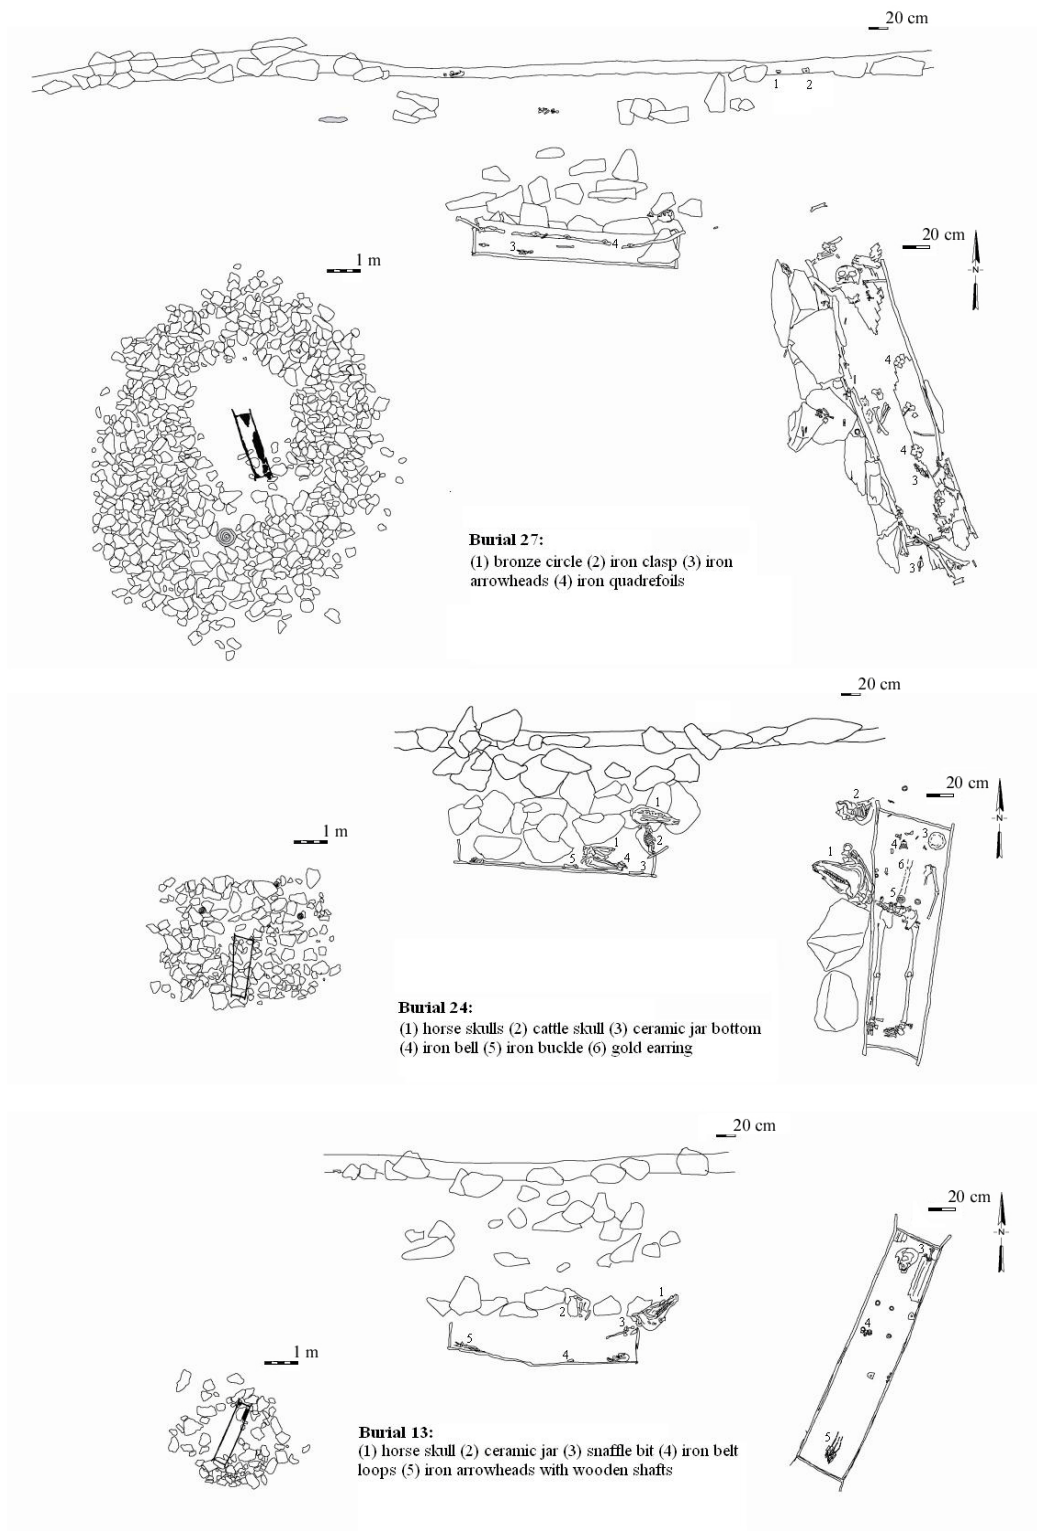 20 cm
1 2
4
3
20 cm
N
1 m
4
4
3
3
Burial 27:
(1) bronze circle (2) iron clasp (3) iron
arrowheads (4) iron quadrefoils
20 cm
20 cm
N
1
2
1
5 4 3
2
3
4
1
6
5
1 m
Burial 24:
(1) horse skulls (2) cattle skull (3) ceramic jar bottom
(4) iron bell (5) iron buckle (6) gold earring
20 cm
20 cm
N
1
2
3
5
4
3
4
5
1 m
Burial 13:
(1) horse skull (2) ceramic jar (3) snaffle bit (4) iron belt
loops (5) iron arrowheads with wooden shafts